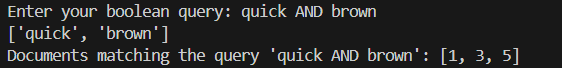 Enter your boolean query: quick AND brown
['quick', 'brown']
Documents matching the query 'quick AND brown': [1, 3, 5]